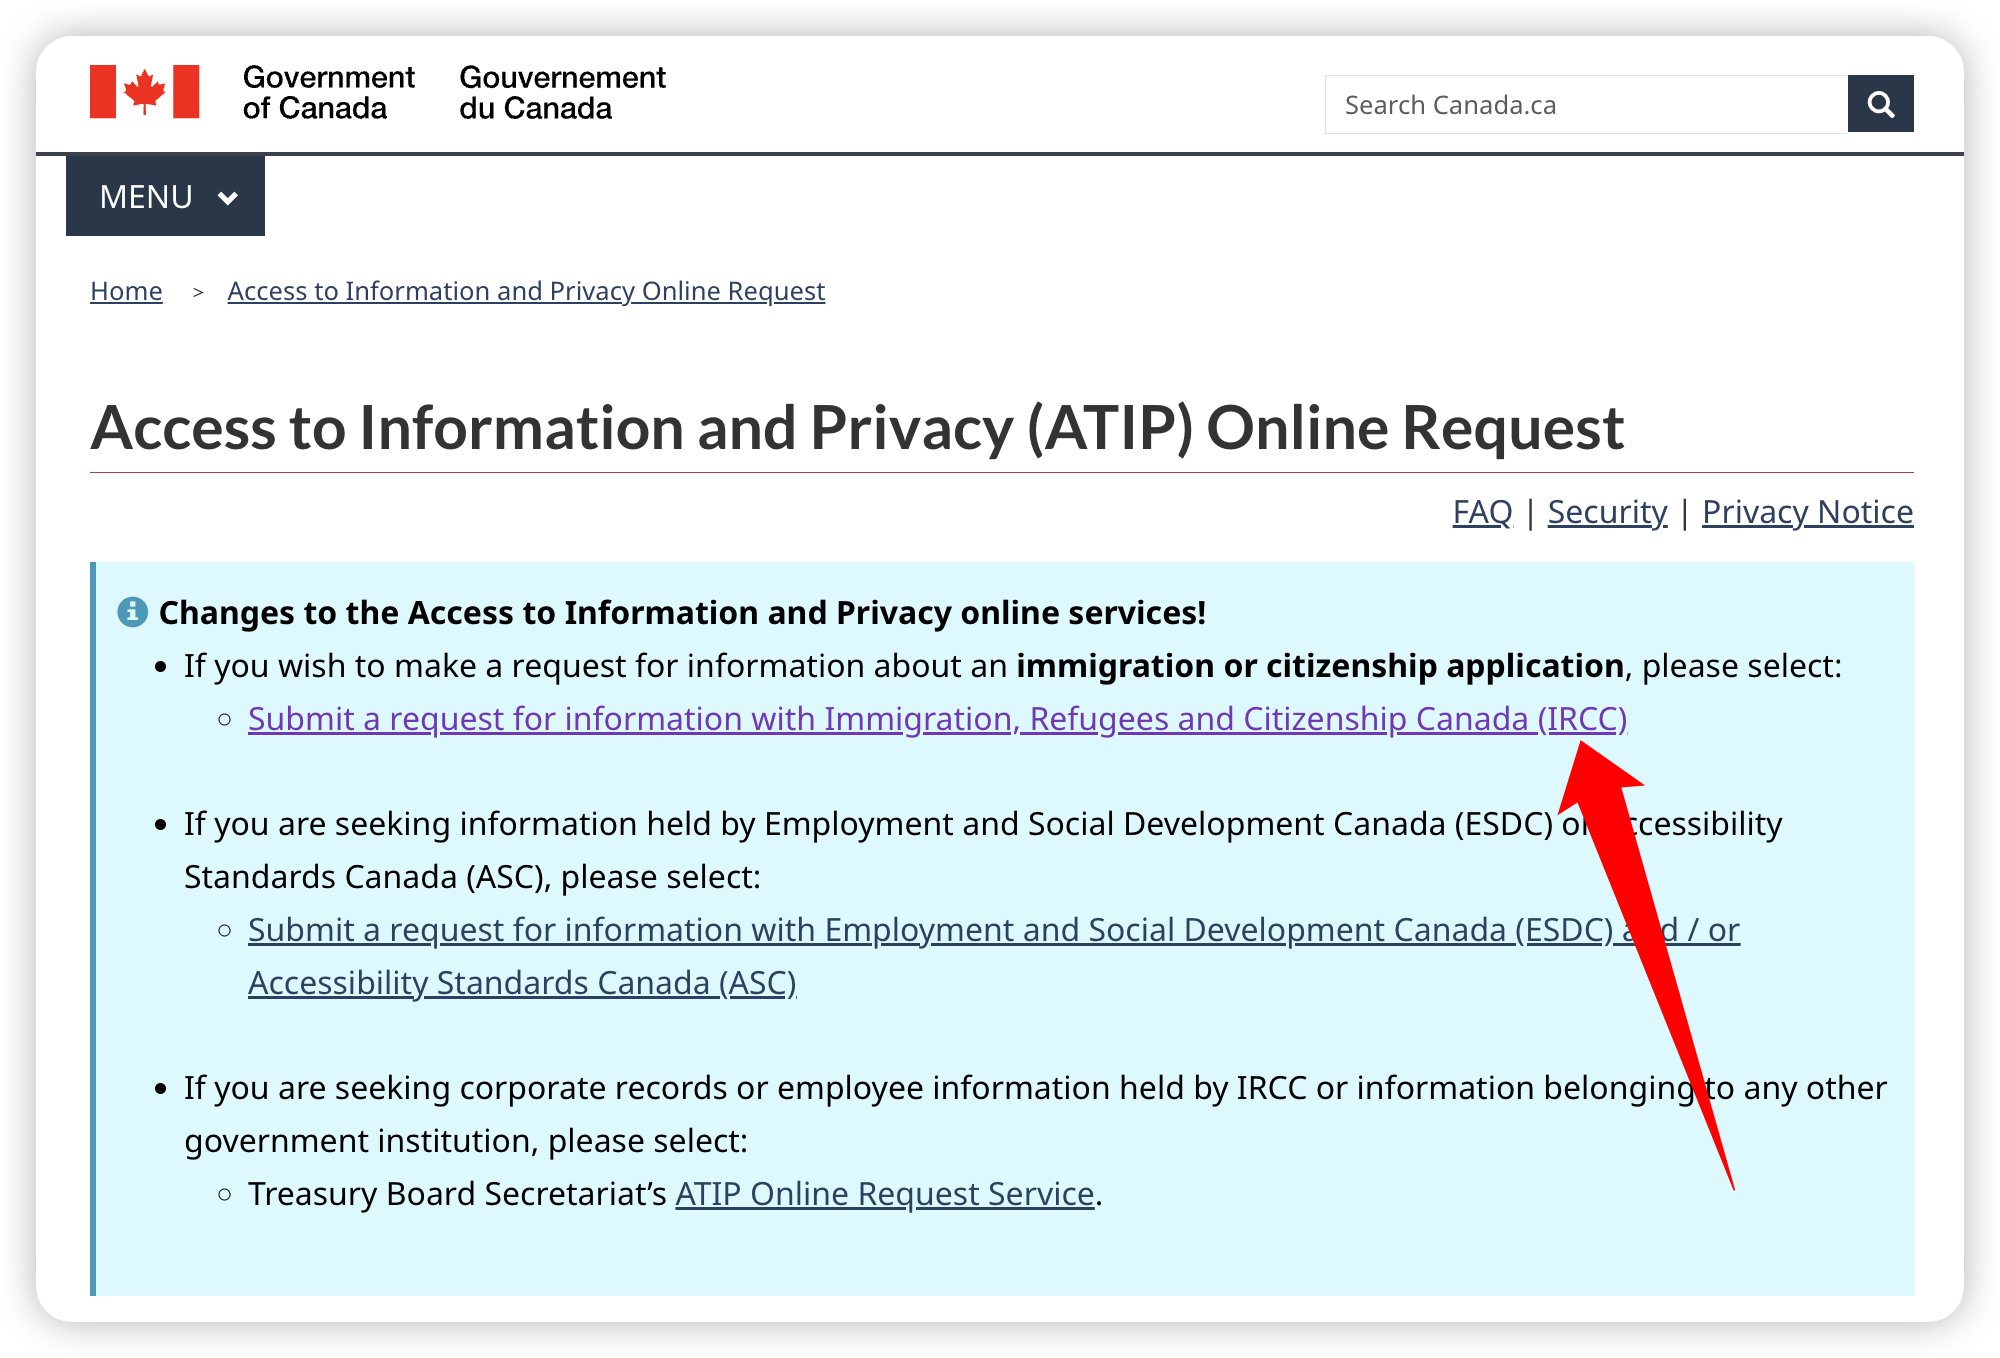 Government of Canada
Gouvernement du Canada
Search Canada.ca
MENU
Home > Access to Information and Privacy Online Request
Access to Information and Privacy (ATIP) Online Request
FAQ | Security | Privacy Notice
Changes to the Access to Information and Privacy online services!
• If you wish to make a request for information about an immigration or citizenship application, please select:
○ Submit a request for information with Immigration, Refugees and Citizenship Canada (IRCC)
• If you are seeking information held by Employment and Social Development Canada (ESDC) or Accessibility
Standards Canada (ASC), please select:
○ Submit a request for information with Employment and Social Development Canada (ESDC) and / or
Accessibility Standards Canada (ASC)
• If you are seeking corporate records or employee information held by IRCC or information belonging to any other
government institution, please select:
○ Treasury Board Secretariat’s ATIP Online Request Service.